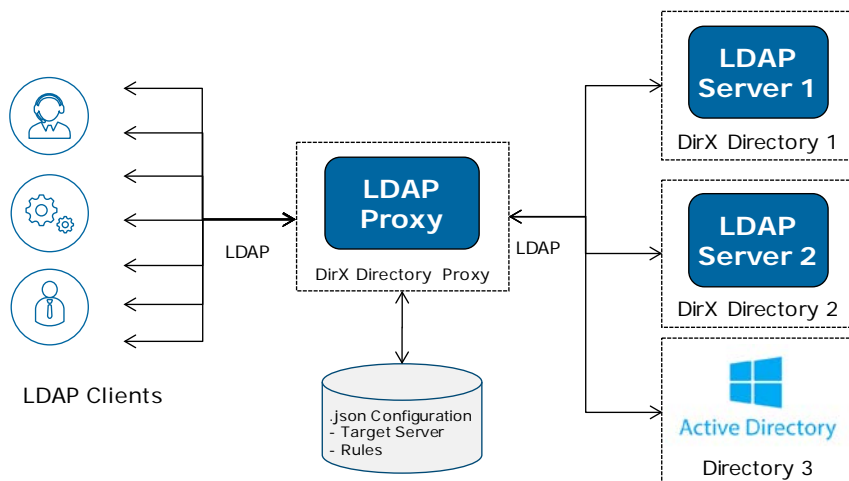 LDAP Clients
LDAP
LDAP
Proxy
DirX Directory Proxy
LDAP
.json Configuration
- Target Server
- Rules
LDAP
Server 1
DirX Directory 1
LDAP
Server 2
DirX Directory 2
Active Directory
Directory 3